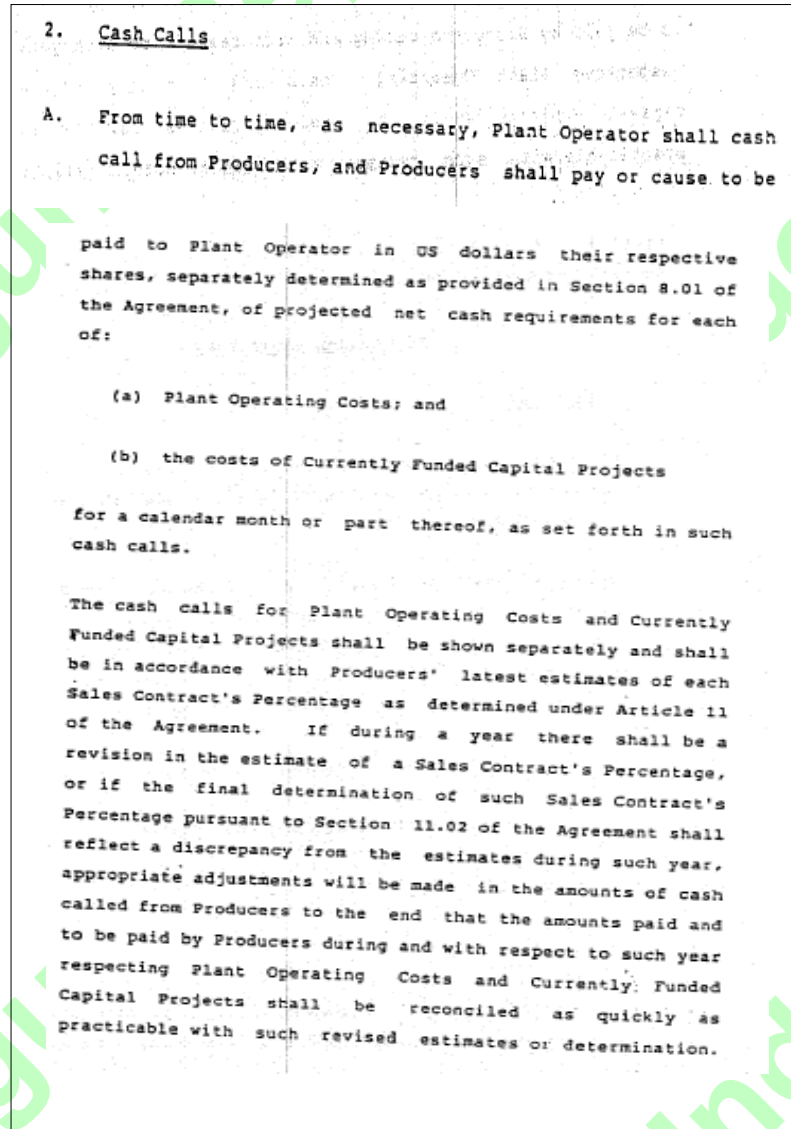 2. Cash Calls
A. From time to time, as necessary, Plant Operator shall cash
call from Producers, and Producers shall pay or cause to be
paid to Plant Operator in US dollars their respective
shares, separately determined as provided in Section 8.01 of
the Agreement, of projected net cash requirements for each
of:
(a) Plant Operating Costs; and
(b) the costs of Currently Funded Capital Projects
for a calendar month or part thereof, as set forth in such
cash calls.
The cash calls for Plant Operating Costs and Currently
Funded Capital Projects shall be shown separately and shall
be in accordance with Producers' latest estimates of each
Sales Contract's Percentage as determined under Article 11
of the Agreement. If during a year there shall be a
revision in the estimate of a Sales Contract's Percentage,
or if the final determination of such Sales Contract's
Percentage pursuant to Section 11.02 of the Agreement shall
reflect a discrepancy from the estimates during such year,
appropriate adjustments will be made in the amounts of cash
called from Producers to the end that the amounts paid and
to be paid by Producers during and with respect to such year
respecting Plant Operating Costs and Currently Funded
Capital Projects shall be reconciled as quickly as
practicable with such revised estimates or determination.